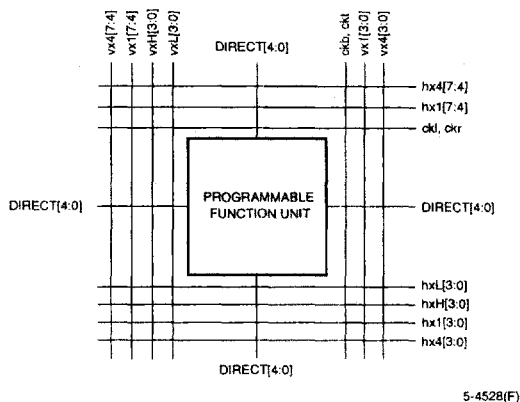 vx4[7:4]
vx1[7:4]
vxH[3:0]
vxL[3:0]
DIRECT[4:0]
ckb, ckt
vx1[3:0]
vx4[3:0]
hx4[7:4]
hx1[7:4]
ckl, ckr
PROGRAMMABLE
FUNCTION UNIT
DIRECT[4:0]
DIRECT[4:0]
hxL[3:0]
hxH[3:0]
hx1[3:0]
hx4[3:0]
DIRECT[4:0]
5-4528(F)